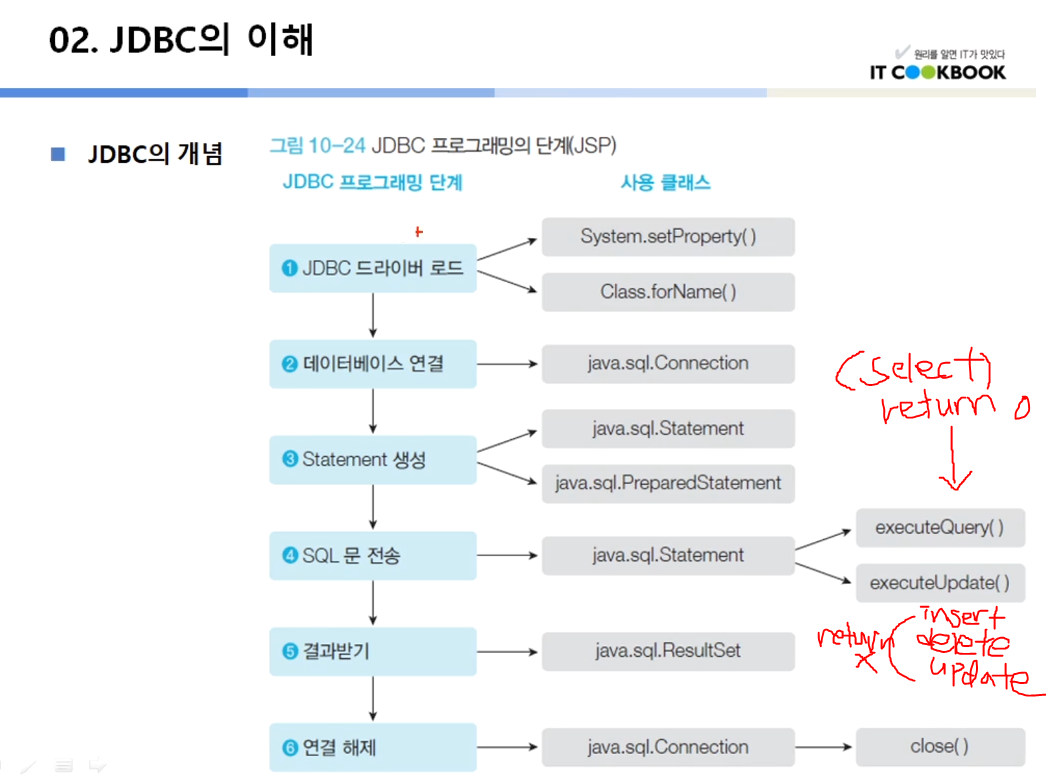 02. JDBC의 이해
원리를 알면 IT가 맛있다
IT COOKBOOK
JDBC의 개념
그림 10-24 JDBC 프로그래밍의 단계(JSP)
JDBC 프로그래밍 단계
사용 클래스
❶ JDBC 드라이버 로드
System.setProperty( )
Class.forName( )
❷ 데이터베이스 연결
java.sql.Connection
(select)
return O
❸ Statement 생성
java.sql.Statement
java.sql.PreparedStatement
❹ SQL 문 전송
java.sql.Statement
executeQuery( )
executeUpdate( )
return X
insert
delete
update
❺ 결과받기
java.sql.ResultSet
❻ 연결 해제
java.sql.Connection
close( )